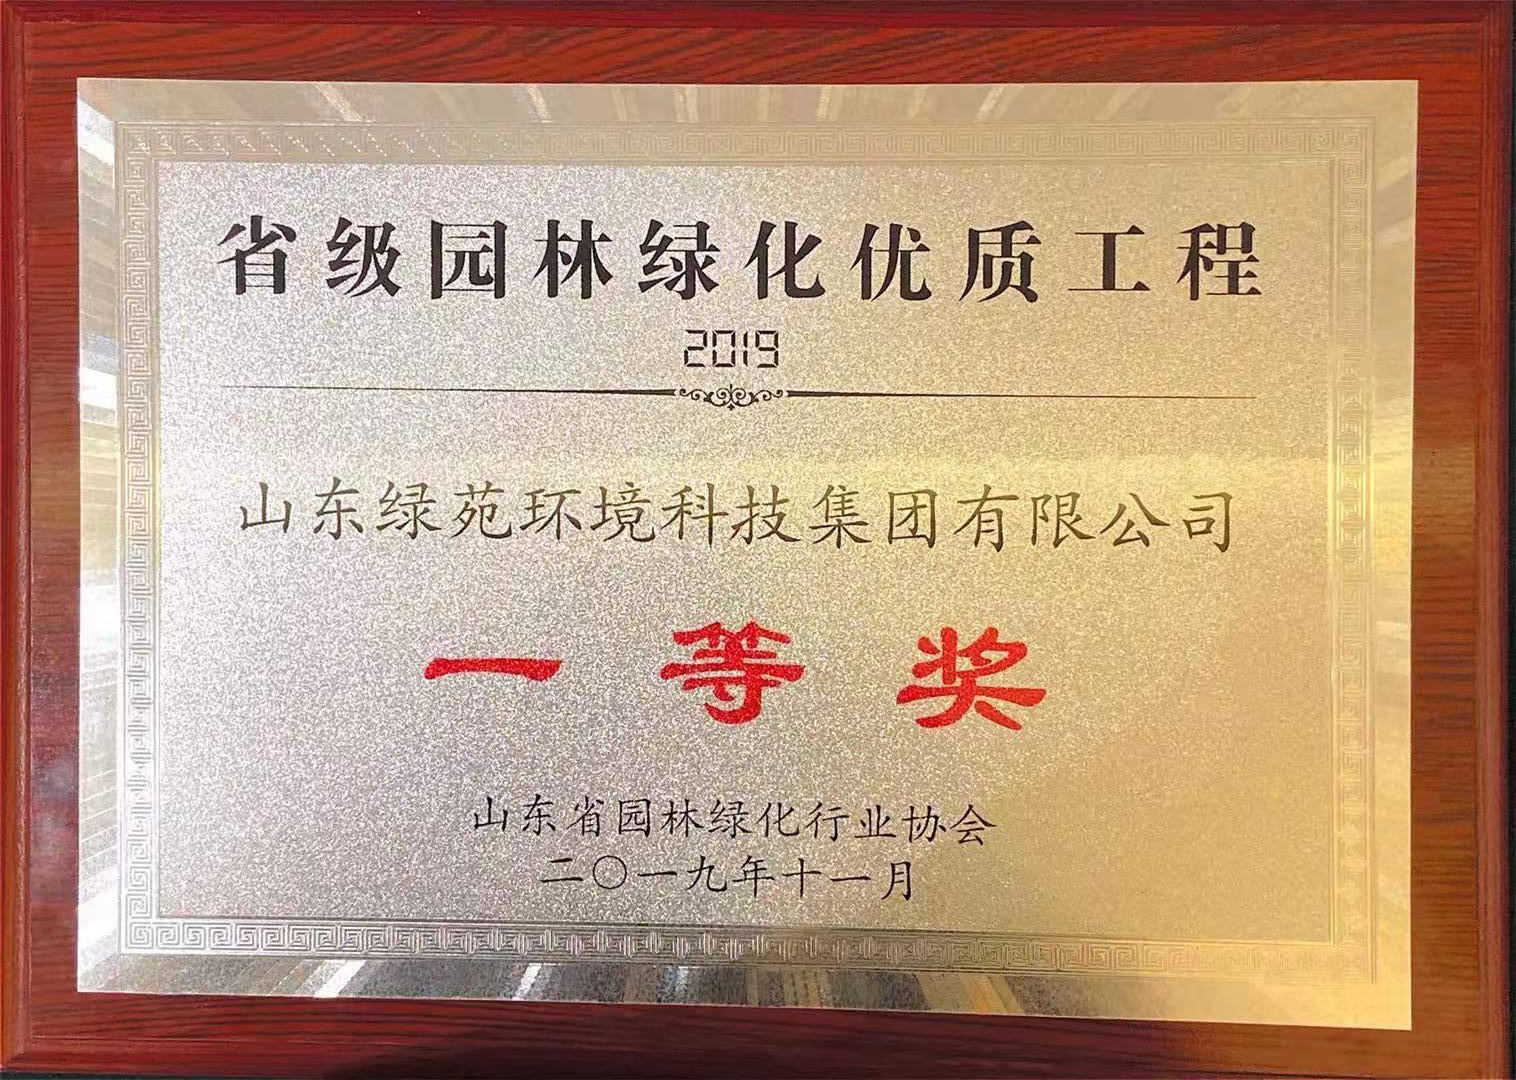 省级园林绿化优质工程
2019
山东绿苑环境科技集团有限公司
一等奖
山东省园林绿化行业协会
二〇一九年十一月